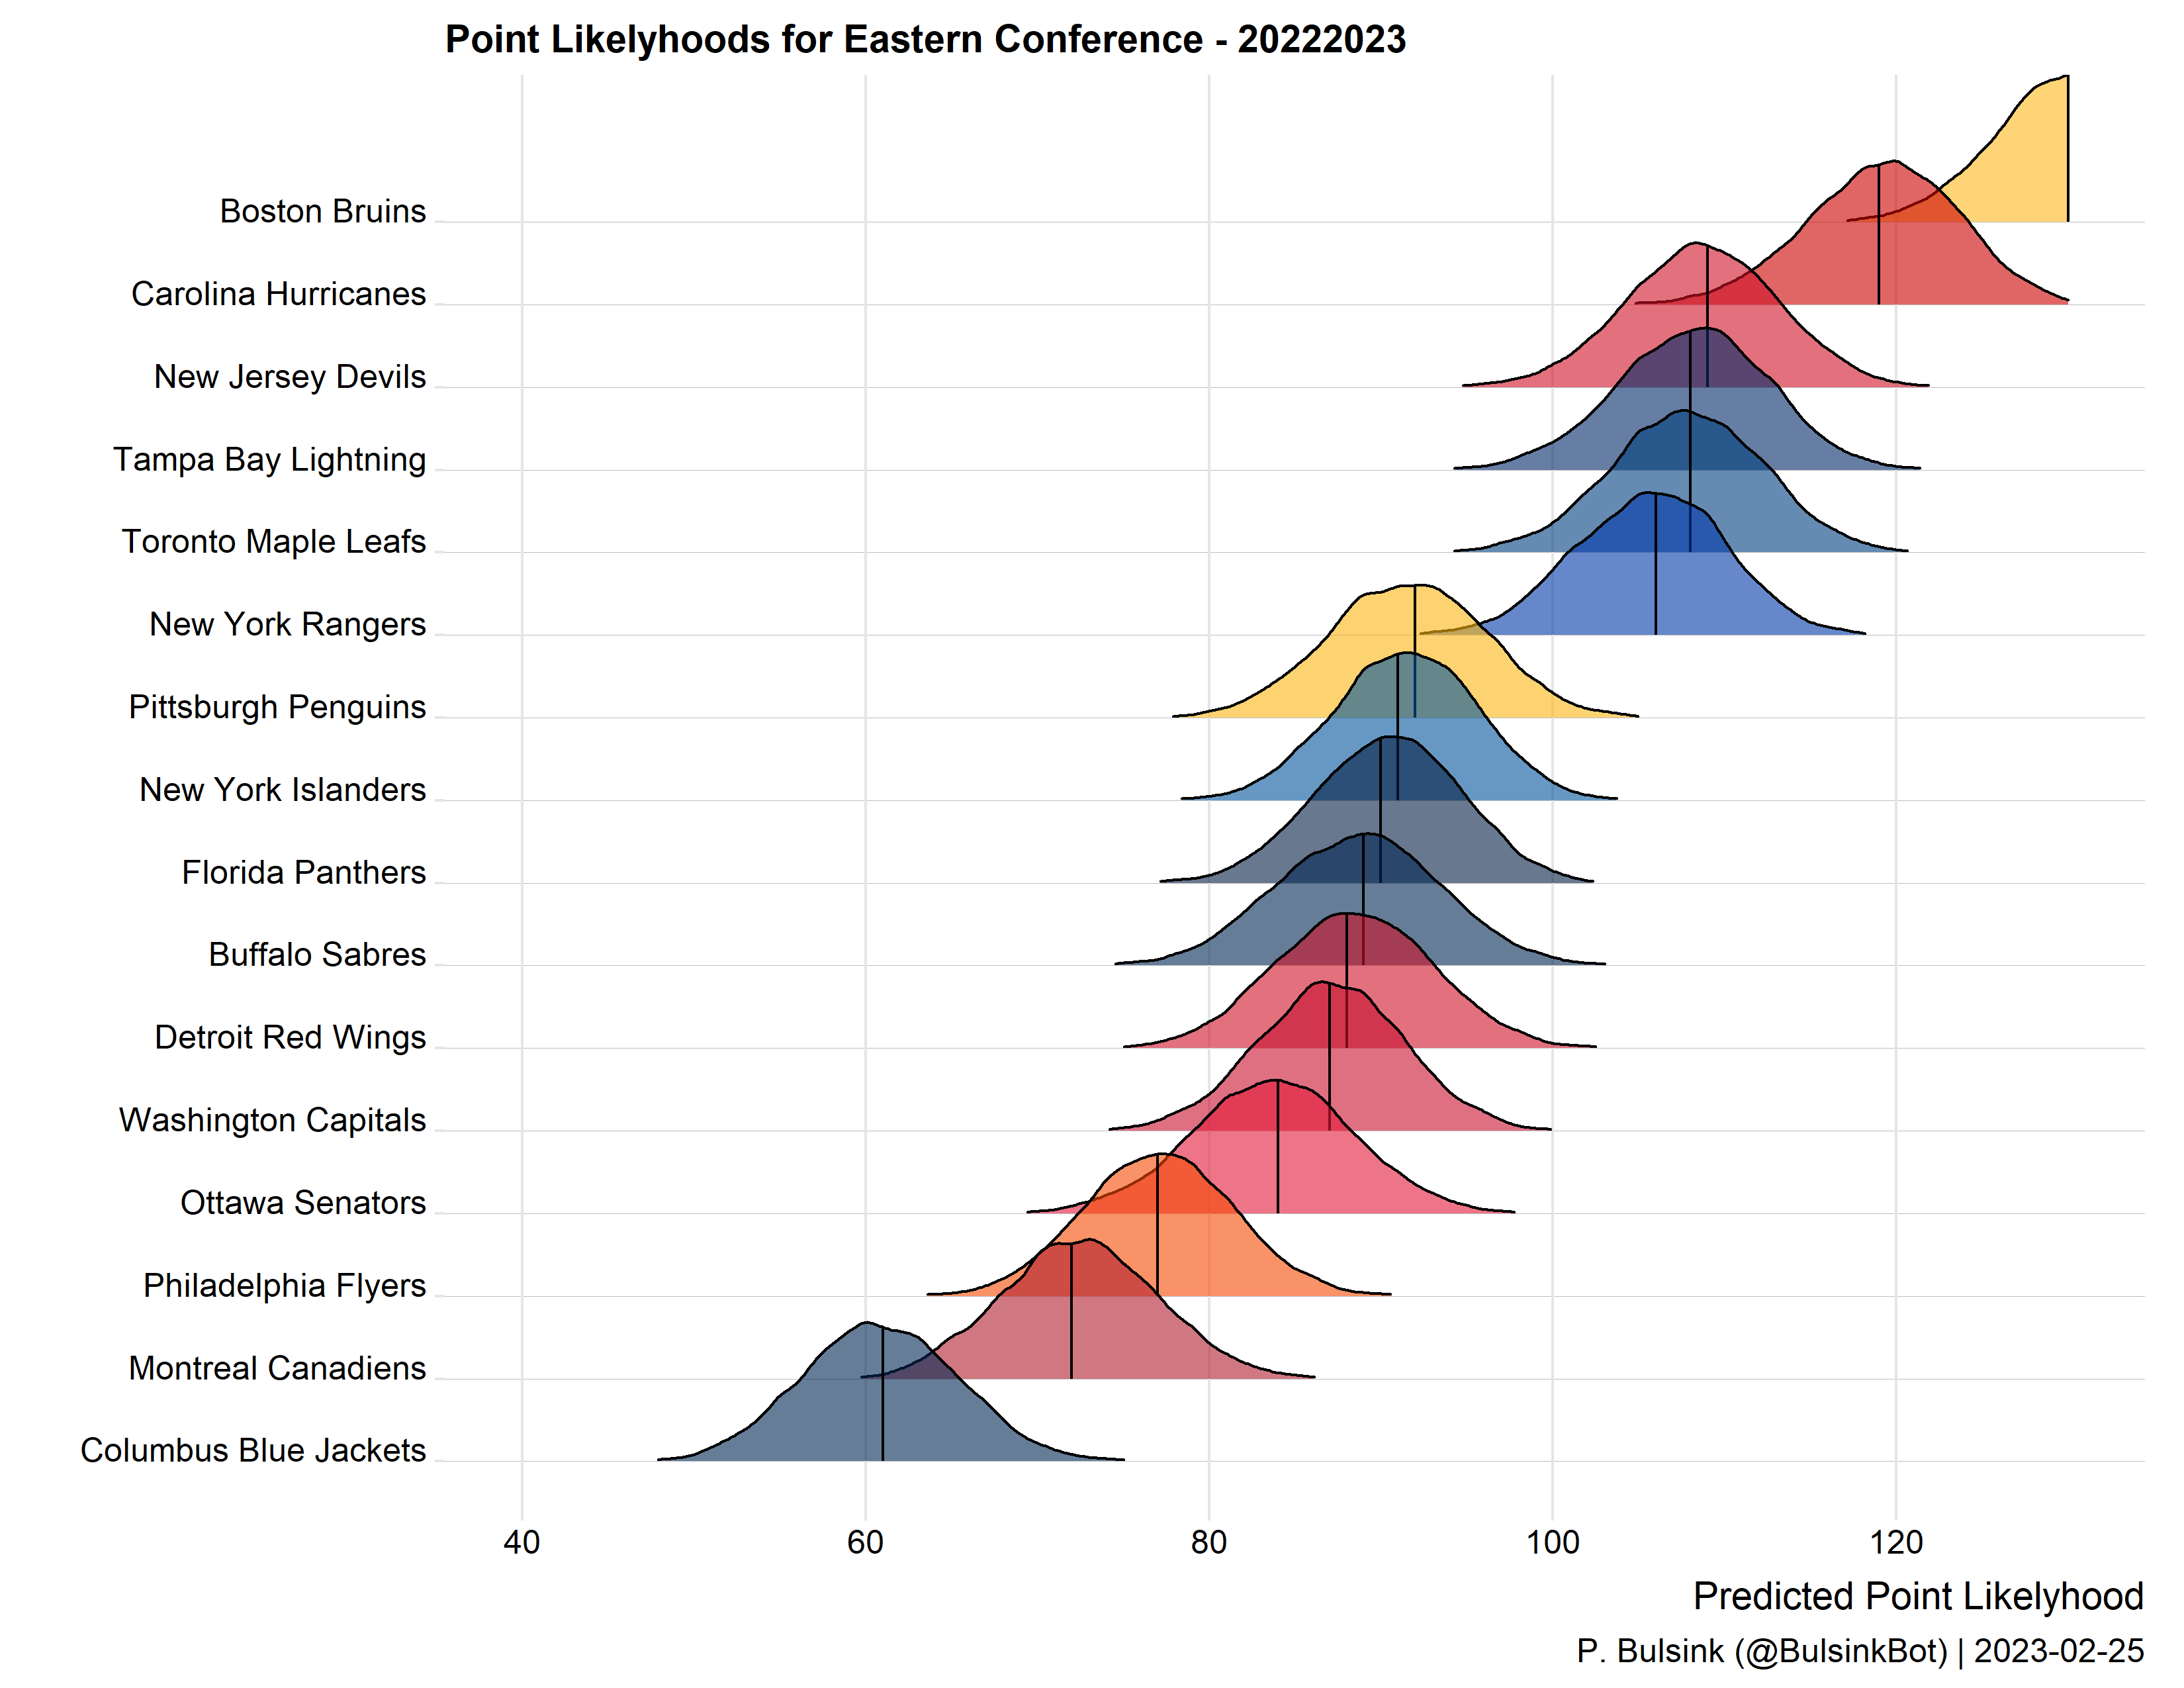 Point Likelyhoods for Eastern Conference - 20222023
Boston Bruins
Carolina Hurricanes
New Jersey Devils
Tampa Bay Lightning
Toronto Maple Leafs
New York Rangers
Pittsburgh Penguins
New York Islanders
Florida Panthers
Buffalo Sabres
Detroit Red Wings
Washington Capitals
Ottawa Senators
Philadelphia Flyers
Montreal Canadiens
Columbus Blue Jackets
40 60 80 100 120
Predicted Point Likelyhood
P. Bulsink (@BulsinkBot) | 2023-02-25